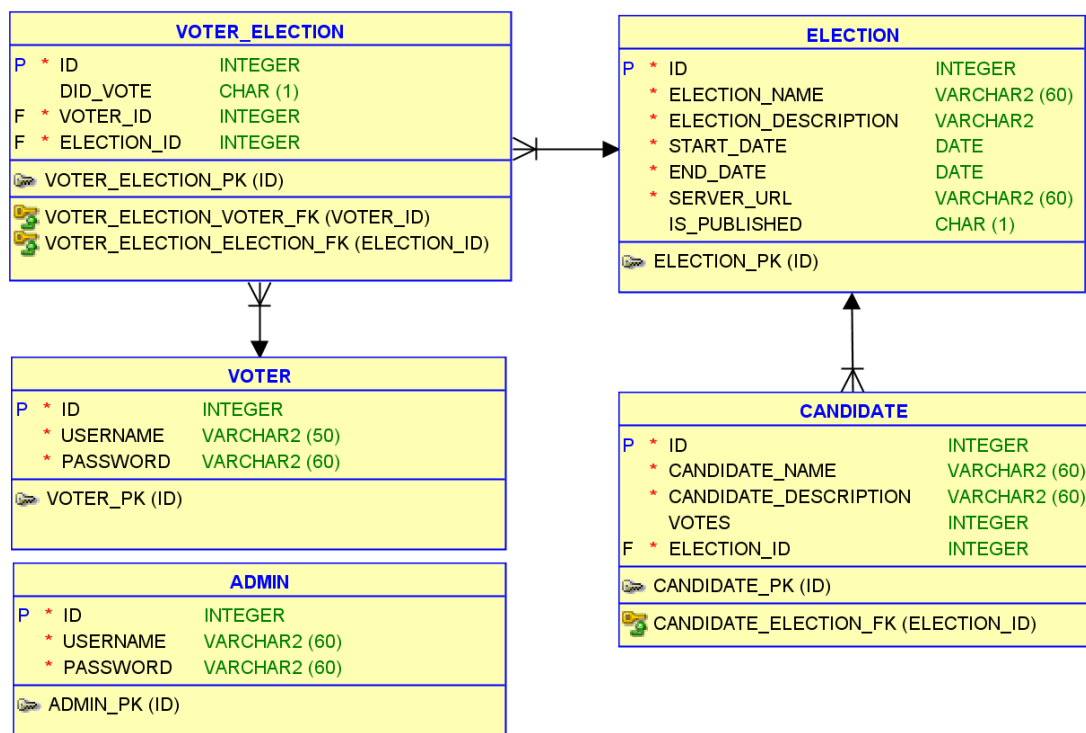 VOTER_ELECTION
P * ID INTEGER
DID_VOTE CHAR (1)
F * VOTER_ID INTEGER
F * ELECTION_ID INTEGER
VOTER_ELECTION_PK (ID)
VOTER_ELECTION_VOTER_FK (VOTER_ID)
VOTER_ELECTION_ELECTION_FK (ELECTION_ID)
ELECTION
P * ID INTEGER
* ELECTION_NAME VARCHAR2 (60)
* ELECTION_DESCRIPTION VARCHAR2
* START_DATE DATE
* END_DATE DATE
* SERVER_URL VARCHAR2 (60)
IS_PUBLISHED CHAR (1)
ELECTION_PK (ID)
VOTER
P * ID INTEGER
* USERNAME VARCHAR2 (50)
* PASSWORD VARCHAR2 (60)
VOTER_PK (ID)
CANDIDATE
P * ID INTEGER
* CANDIDATE_NAME VARCHAR2 (60)
* CANDIDATE_DESCRIPTION VARCHAR2 (60)
VOTES INTEGER
F * ELECTION_ID INTEGER
CANDIDATE_PK (ID)
CANDIDATE_ELECTION_FK (ELECTION_ID)
ADMIN
P * ID INTEGER
* USERNAME VARCHAR2 (60)
* PASSWORD VARCHAR2 (60)
ADMIN_PK (ID)